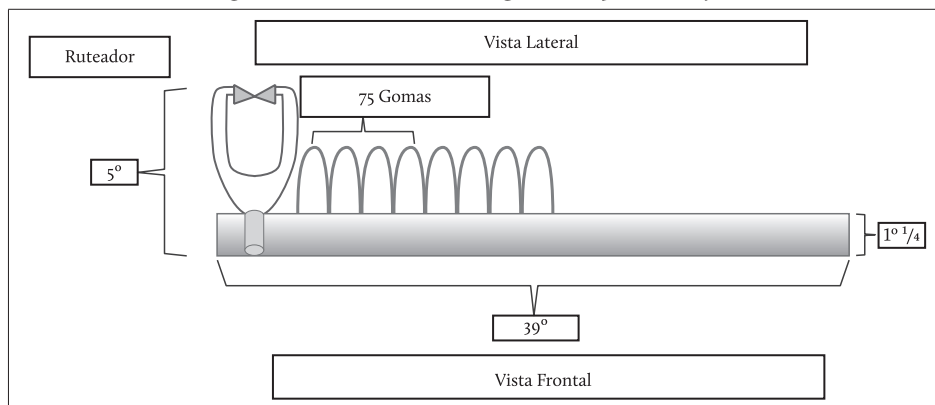 Ruteador
Vista Lateral
75 Gomas
5º
1º 1/4
39º
Vista Frontal